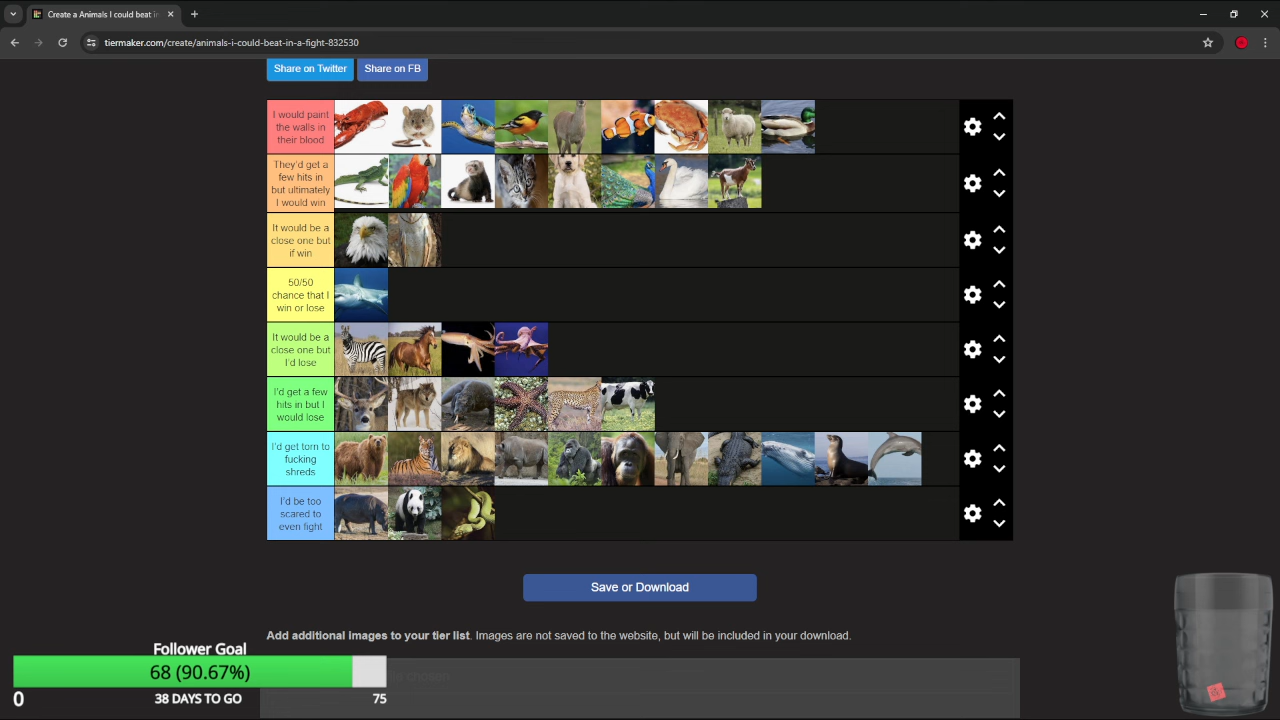 Create a Animals I could beat in
tiermaker.com/create/animals-i-could-beat-in-a-fight-832530
Share on Twitter
Share on FB
I would paint
the walls in
their blood
They'd get a
few hits in
but ultimately
I would win
It would be a
close one but
if win
50/50
chance that I
win or lose
It would be a
close one but
I'd lose
I'd get a few
hits in but I
would lose
I'd get torn to
fucking
shreds
I'd be too
scared to
even fight
Save or Download
Add additional images to your tier list. Images are not saved to the website, but will be included in your download.
Follower Goal
68 (90.67%)
0
38 DAYS TO GO
75
chosen